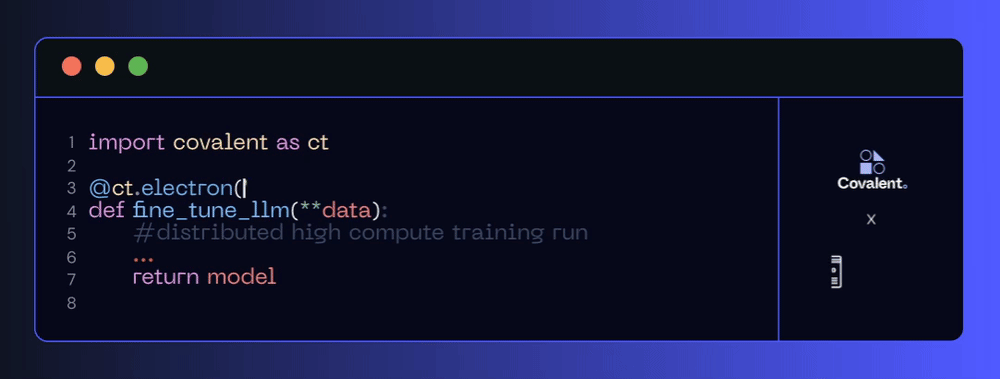 1 import covalent as ct
2
3 @ct.electron(
4 def fine_tune_llm(**data):
5 #distributed high compute training run
6 ...
7 return model
8
Covalent.
x